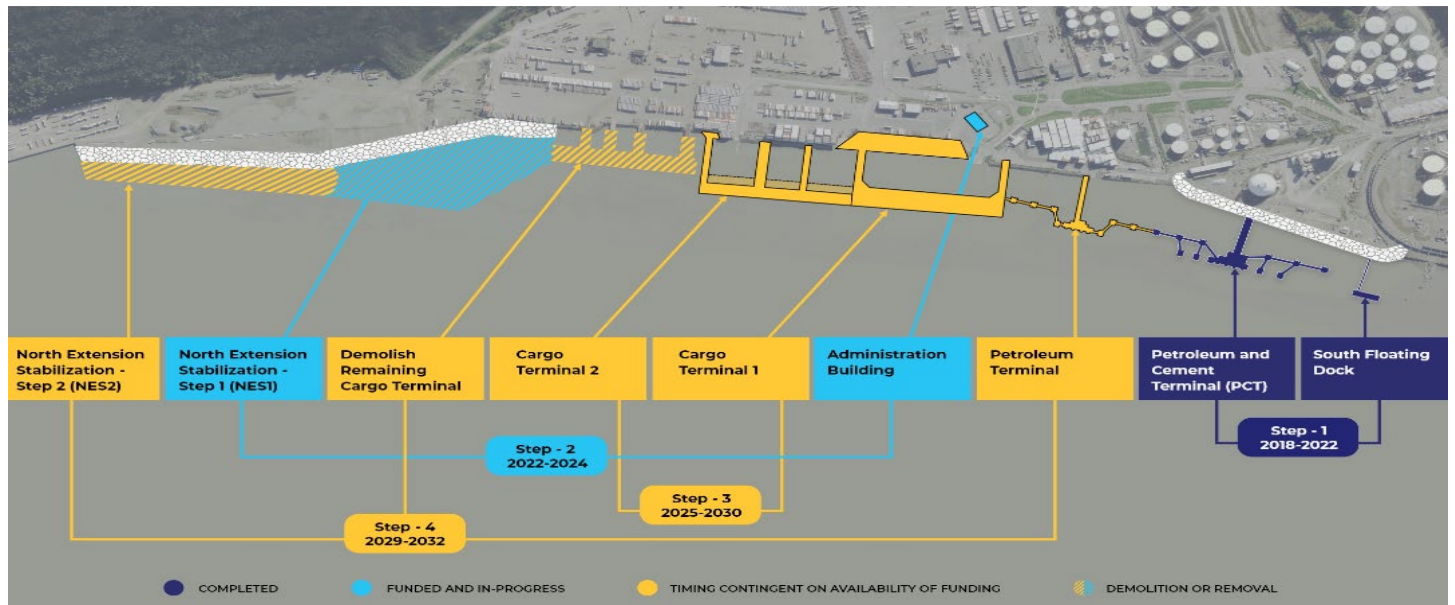 North Extension
Stabilization -
Step 2 (NES2)
North Extension
Stabilization -
Step 1 (NES1)
Demolish
Remaining
Cargo Terminal
Cargo
Terminal 2
Cargo
Terminal 1
Administration
Building
Petroleum
Terminal
Petroleum and
Cement
Terminal (PCT)
South Floating
Dock
Step - 1
2018-2022
Step - 2
2022-2024
Step - 3
2025-2030
Step - 4
2029-2032
COMPLETED
FUNDED AND IN-PROGRESS
TIMING CONTINGENT ON AVAILABILITY OF FUNDING
DEMOLITION OR REMOVAL